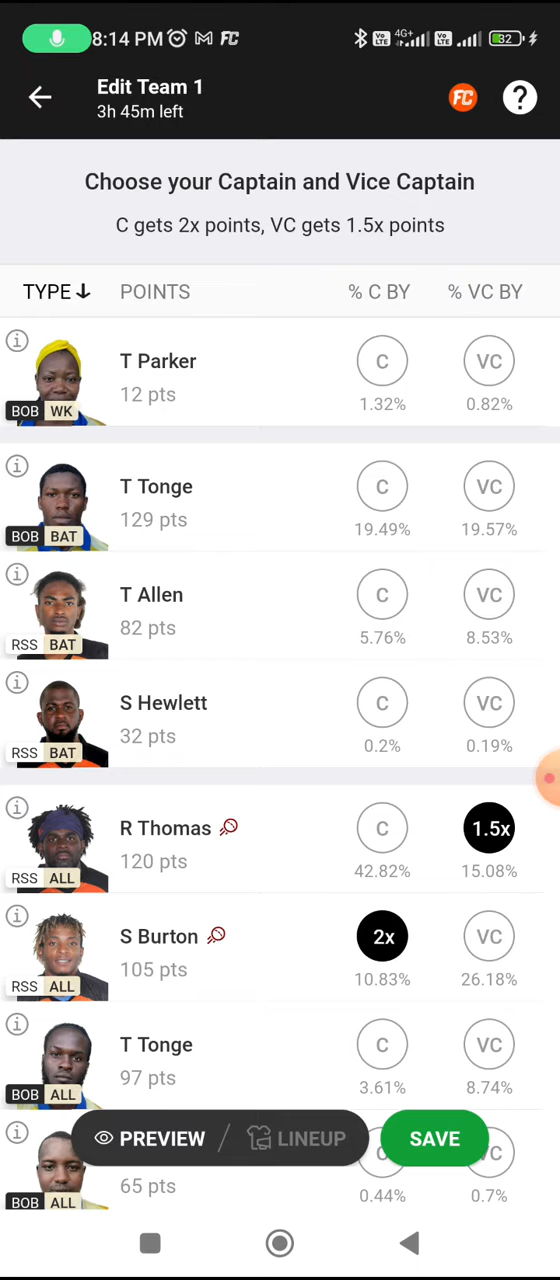 8:14 PM M FC Vo LTE 4G+ Vo LTE 32
Edit Team 1
3h 45m left
FC ?
Choose your Captain and Vice Captain
C gets 2x points, VC gets 1.5x points
TYPE POINTS % C BY % VC BY
i T Parker C VC
BOB WK 12 pts 1.32% 0.82%
i T Tonge C VC
BOB BAT 129 pts 19.49% 19.57%
i T Allen C VC
RSS BAT 82 pts 5.76% 8.53%
i S Hewlett C VC
RSS BAT 32 pts 0.2% 0.19%
i R Thomas C 1.5x
RSS ALL 120 pts 42.82% 15.08%
i S Burton 2x VC
RSS ALL 105 pts 10.83% 26.18%
i T Tonge C VC
BOB ALL 97 pts 3.61% 8.74%
i PREVIEW / LINEUP SAVE
BOB ALL 65 pts 0.44% 0.7%